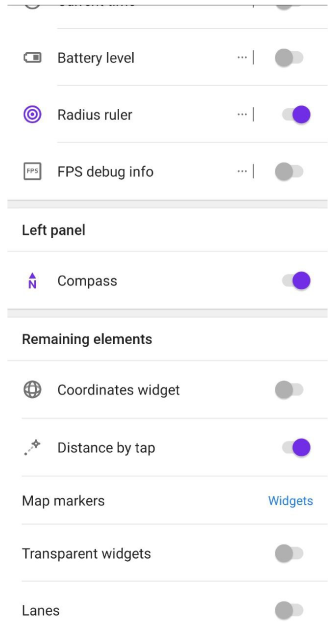 Battery level
Radius ruler
FPS
FPS debug info
Left panel
N
Compass
Remaining elements
Coordinates widget
Distance by tap
Map markers Widgets
Transparent widgets
Lanes